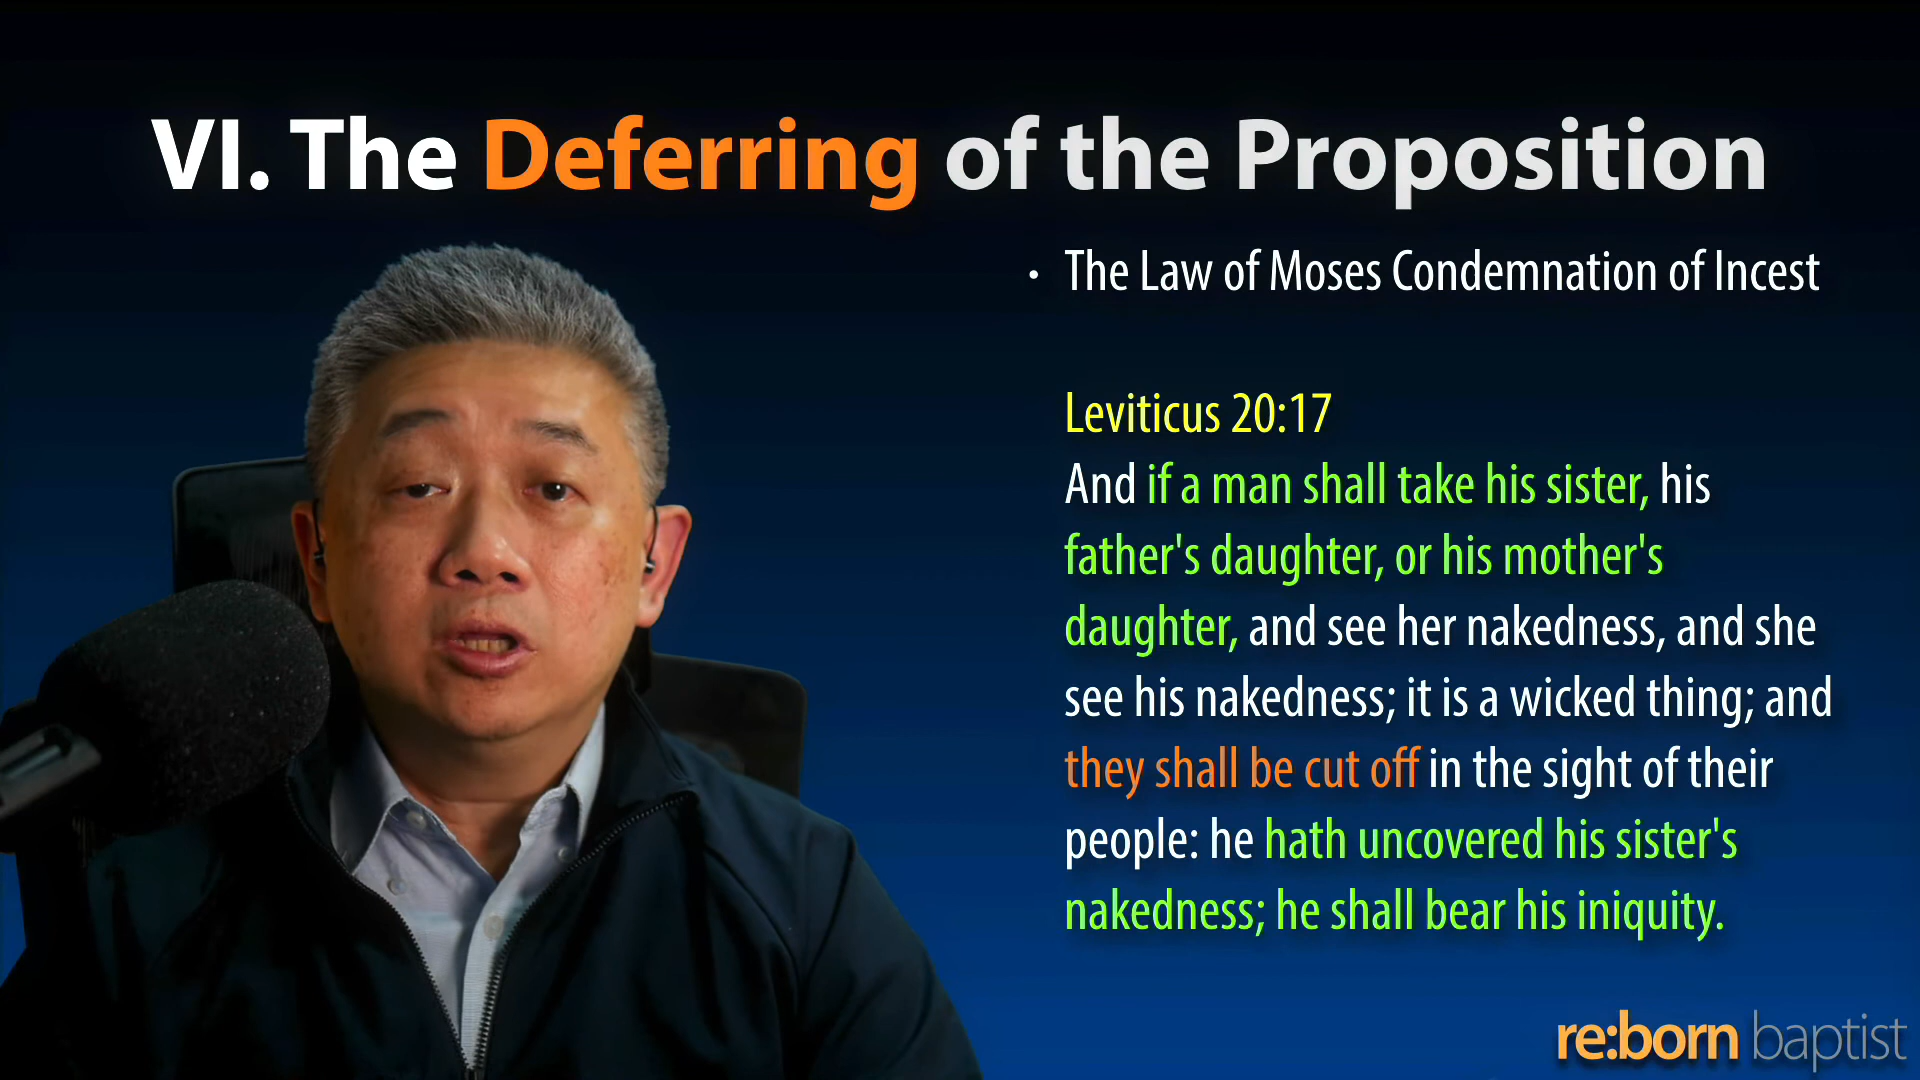 VI. The Deferring of the Proposition
• The Law of Moses Condemnation of Incest
Leviticus 20:17
And if a man shall take his sister, his
father's daughter, or his mother's
daughter, and see her nakedness, and she
see his nakedness; it is a wicked thing; and
they shall be cut off in the sight of their
people: he hath uncovered his sister's
nakedness; he shall bear his iniquity.
re:born baptist